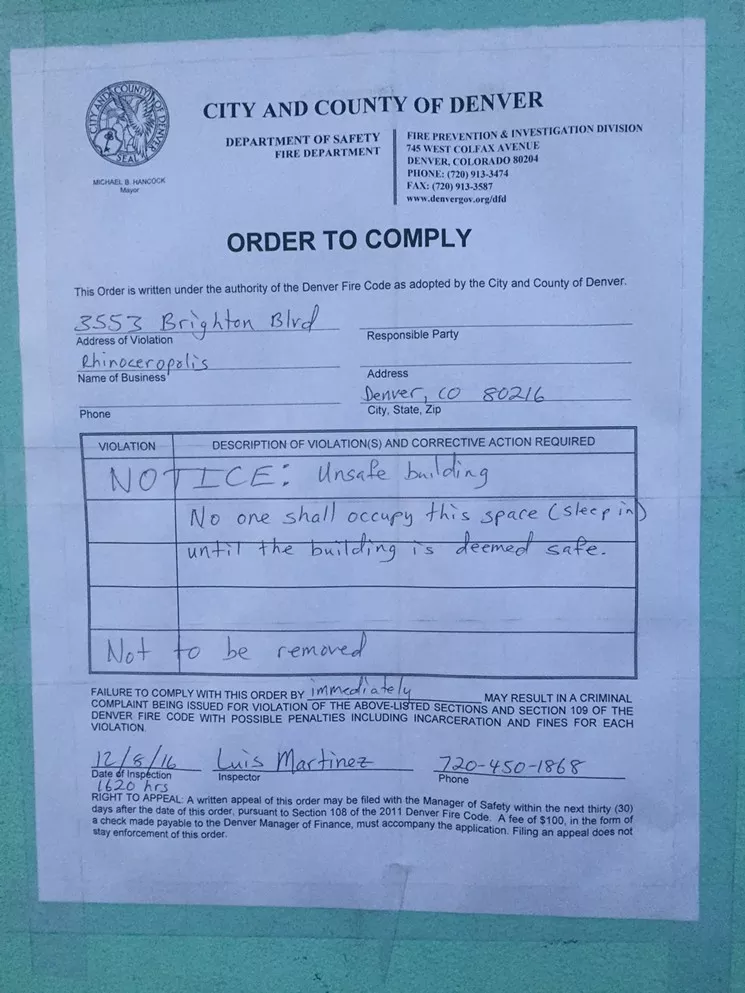 CITY AND COUNTY OF DENVER
SEAL
MICHAEL B. HANCOCK
Mayor
CITY AND COUNTY OF DENVER
DEPARTMENT OF SAFETY
FIRE DEPARTMENT
FIRE PREVENTION & INVESTIGATION DIVISION
745 WEST COLFAX AVENUE
DENVER, COLORADO 80204
PHONE: (720) 913-3474
FAX: (720) 913-3587
www.denvergov.org/dfd
ORDER TO COMPLY
This Order is written under the authority of the Denver Fire Code as adopted by the City and County of Denver.
3553 Brighton Blvd
Address of Violation
Responsible Party
Rhinoceropolis
Name of Business
Address
Denver, CO 80216
Phone
City, State, Zip
VIOLATION
DESCRIPTION OF VIOLATION(S) AND CORRECTIVE ACTION REQUIRED
NOTICE: Unsafe building
No one shall occupy this space (sleep in)
until the building is deemed safe.
Not to be removed
FAILURE TO COMPLY WITH THIS ORDER BY immediately MAY RESULT IN A CRIMINAL
COMPLAINT BEING ISSUED FOR VIOLATION OF THE ABOVE-LISTED SECTIONS AND SECTION 109 OF THE
DENVER FIRE CODE WITH POSSIBLE PENALTIES INCLUDING INCARCERATION AND FINES FOR EACH
VIOLATION.
12/8/16 Luis Martinez 720-450-1868
Date of Inspection Inspector Phone
1620 hrs
RIGHT TO APPEAL: A written appeal of this order may be filed with the Manager of Safety within the next thirty (30)
days after the date of this order, pursuant to Section 108 of the 2011 Denver Fire Code. A fee of $100, in the form of
a check made payable to the Denver Manager of Finance, must accompany the application. Filing an appeal does not
stay enforcement of this order.